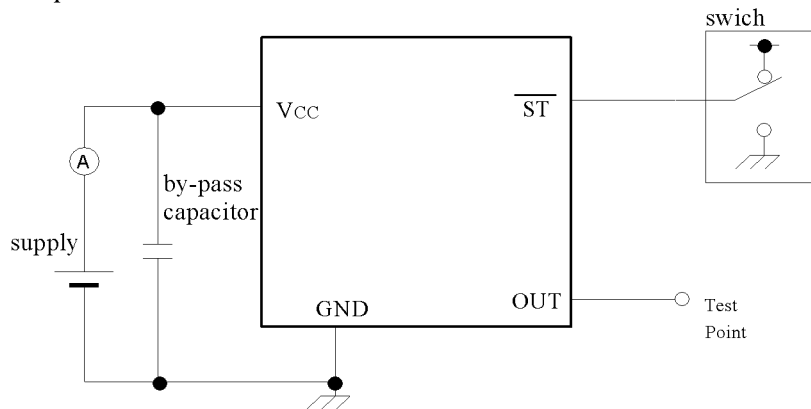 swich
Vcc
ST
A
by-pass
capacitor
supply
GND
OUT
Test
Point